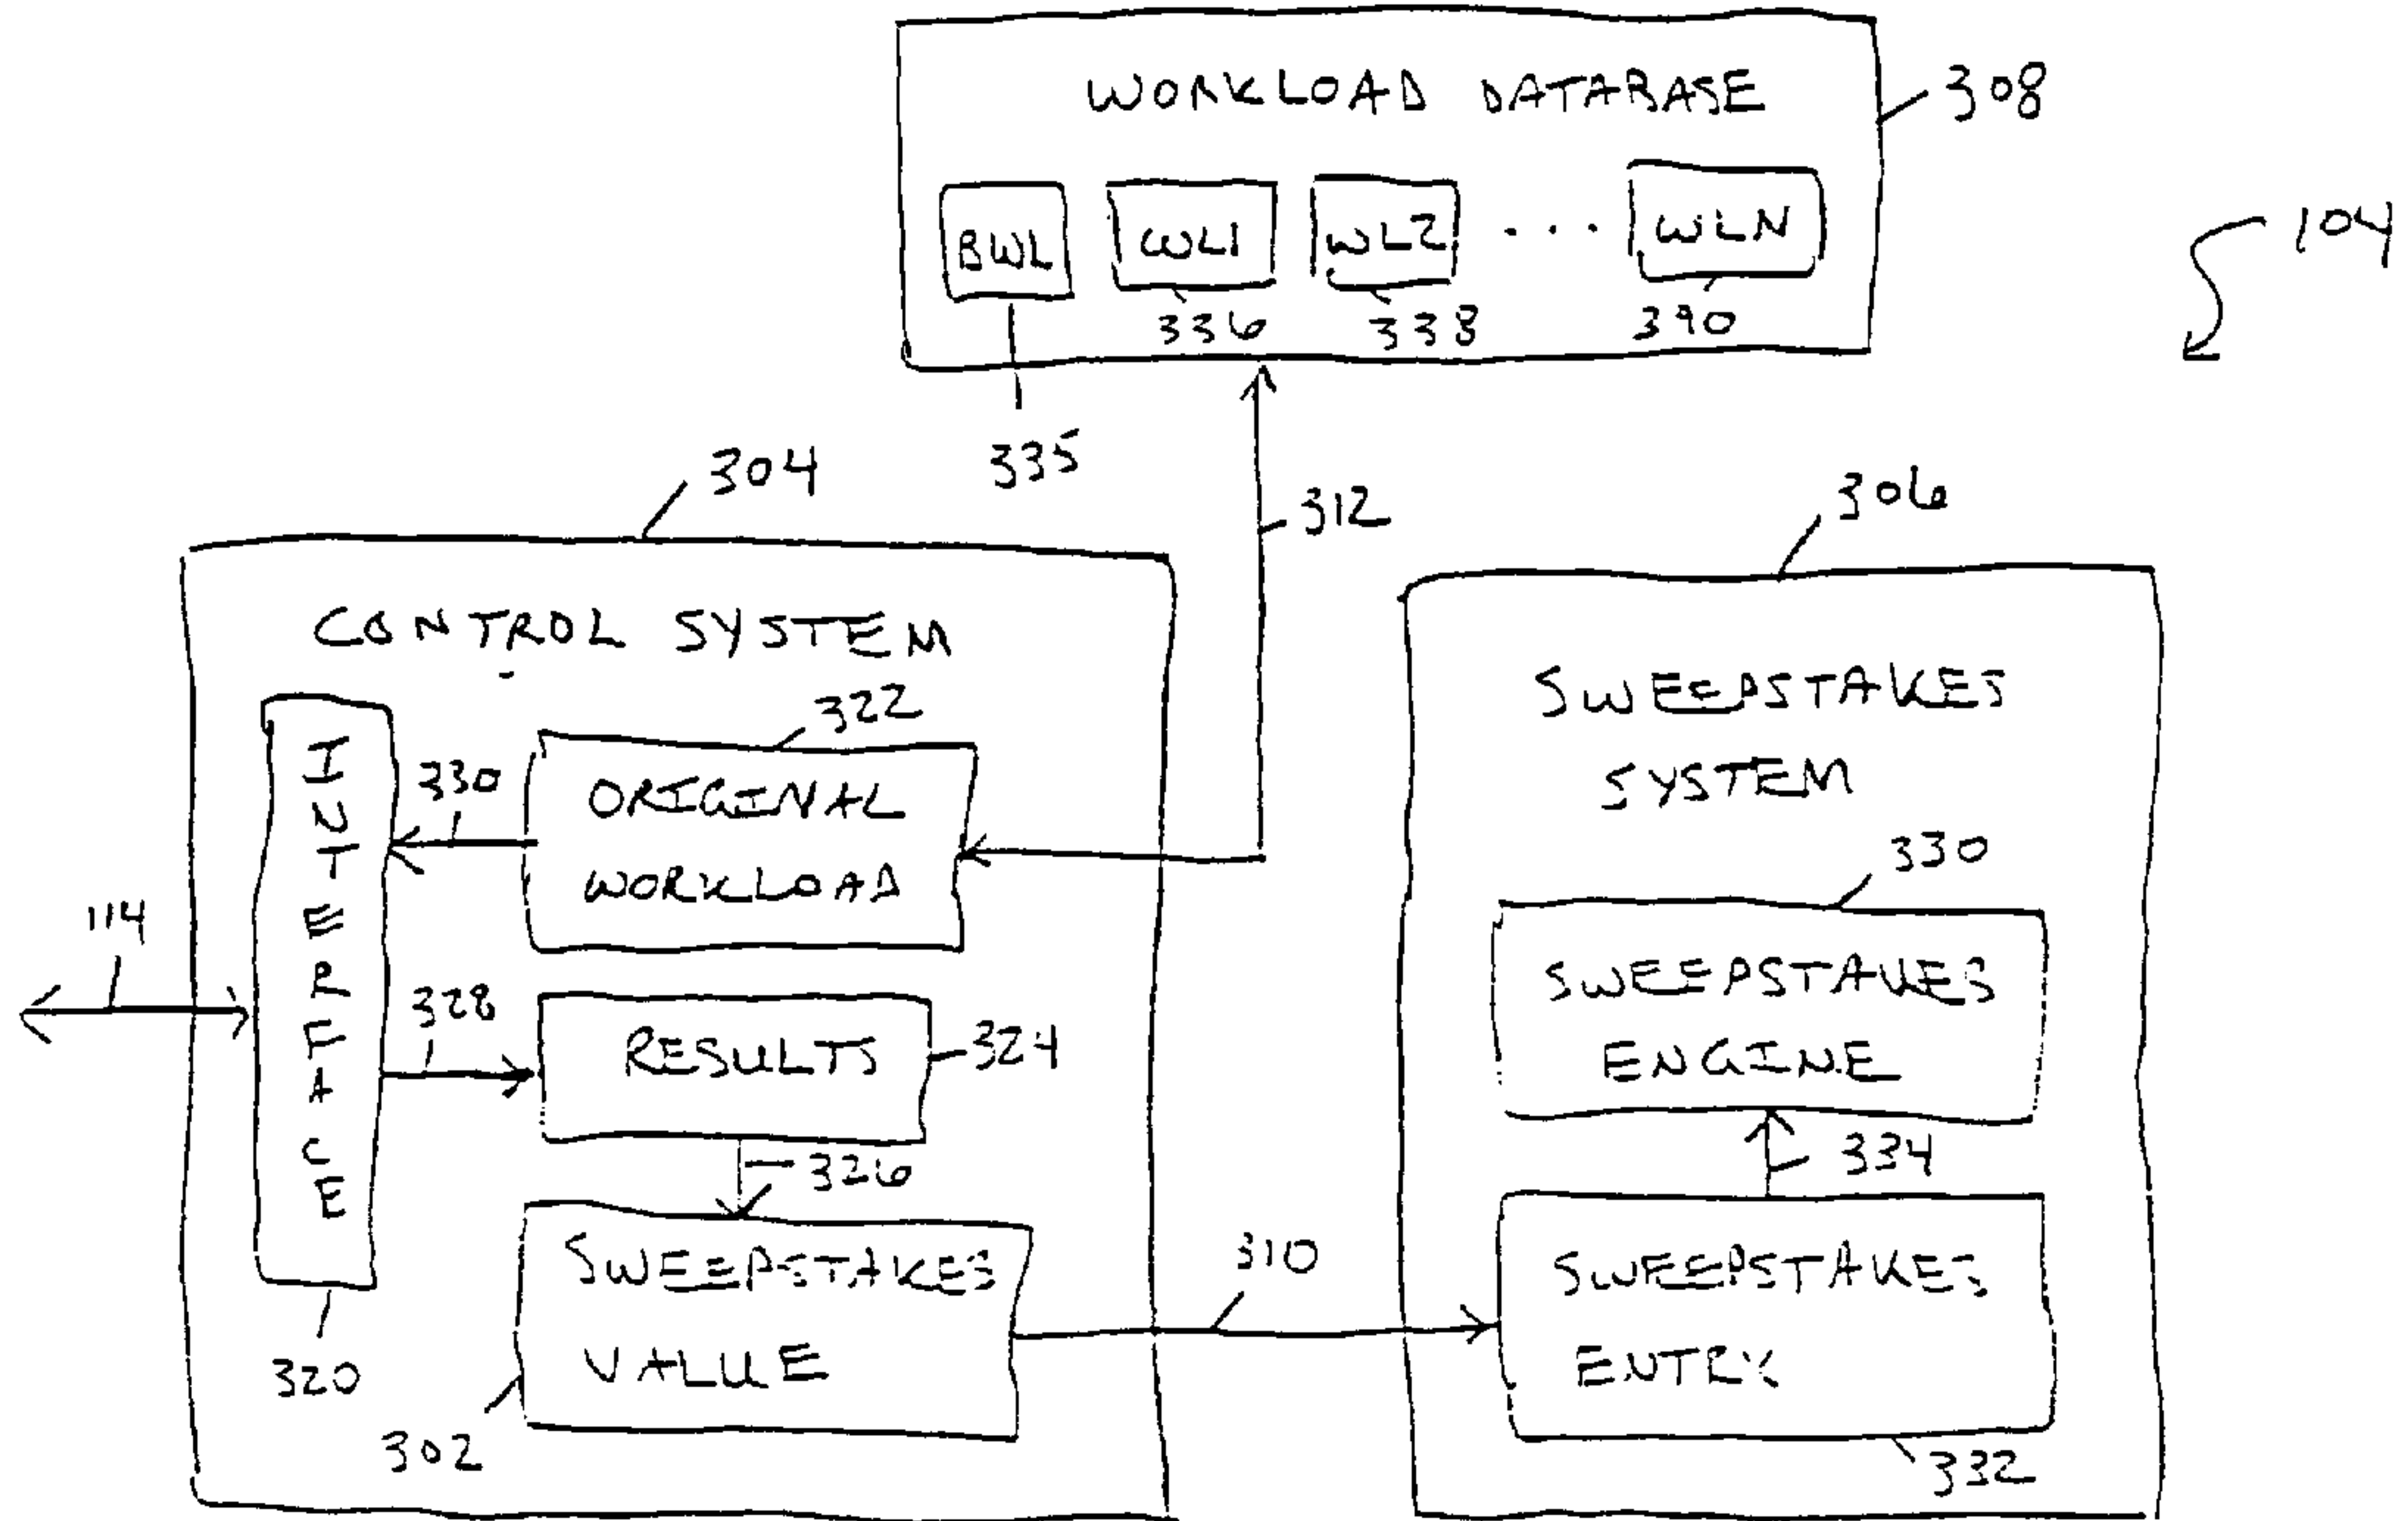 WORKLOAD DATABASE
308
BWL WL1 WL2 ... WLN
104
336 338 390
335
304
312
306
CONTROL SYSTEM
SWEEPSTAKES
SYSTEM
322
330
ORIGINAL
WORKLOAD
INTERFACE
114
328
RESULTS
324
326
SWEEPSTAKES
VALUE
302
320
310
330
SWEEPSTAKES
ENGINE
334
SWEEPSTAKES
ENTRY
332